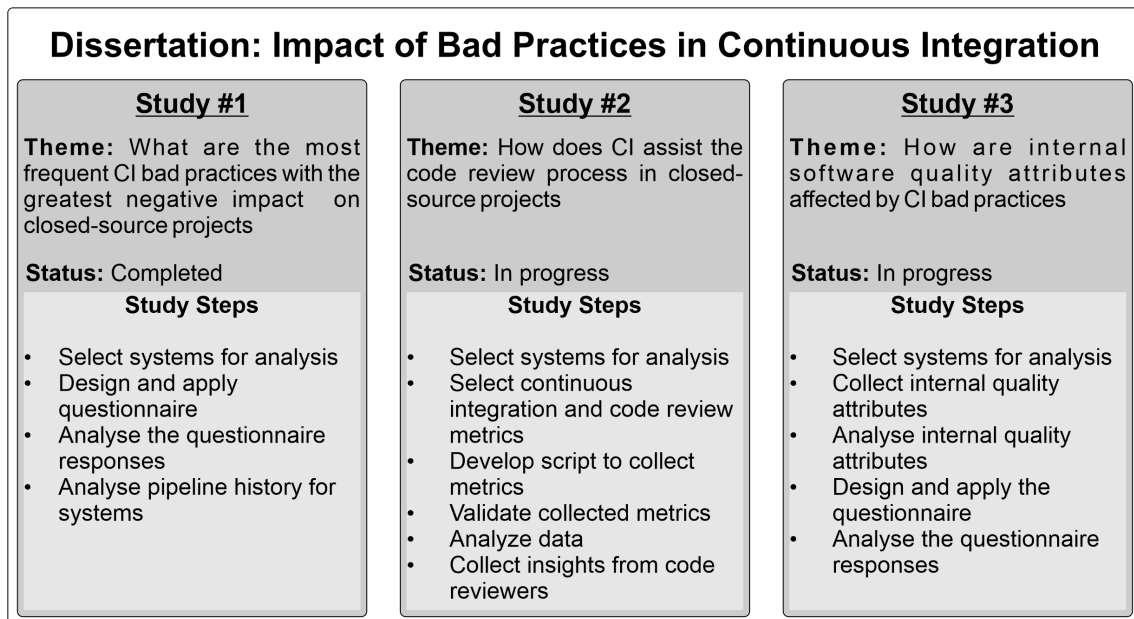 Dissertation: Impact of Bad Practices in Continuous Integration
Study #1
Theme: What are the most
frequent CI bad practices with the
greatest negative impact on
closed-source projects
Status: Completed
Study Steps
• Select systems for analysis
• Design and apply
questionnaire
• Analyse the questionnaire
responses
• Analyse pipeline history for
systems
Study #2
Theme: How does CI assist the
code review process in closed-
source projects
Status: In progress
Study Steps
• Select systems for analysis
• Select continuous
integration and code review
metrics
• Develop script to collect
metrics
• Validate collected metrics
• Analyze data
• Collect insights from code
reviewers
Study #3
Theme: How are internal
software quality attributes
affected by CI bad practices
Status: In progress
Study Steps
• Select systems for analysis
• Collect internal quality
attributes
• Analyse internal quality
attributes
• Design and apply the
questionnaire
• Analyse the questionnaire
responses